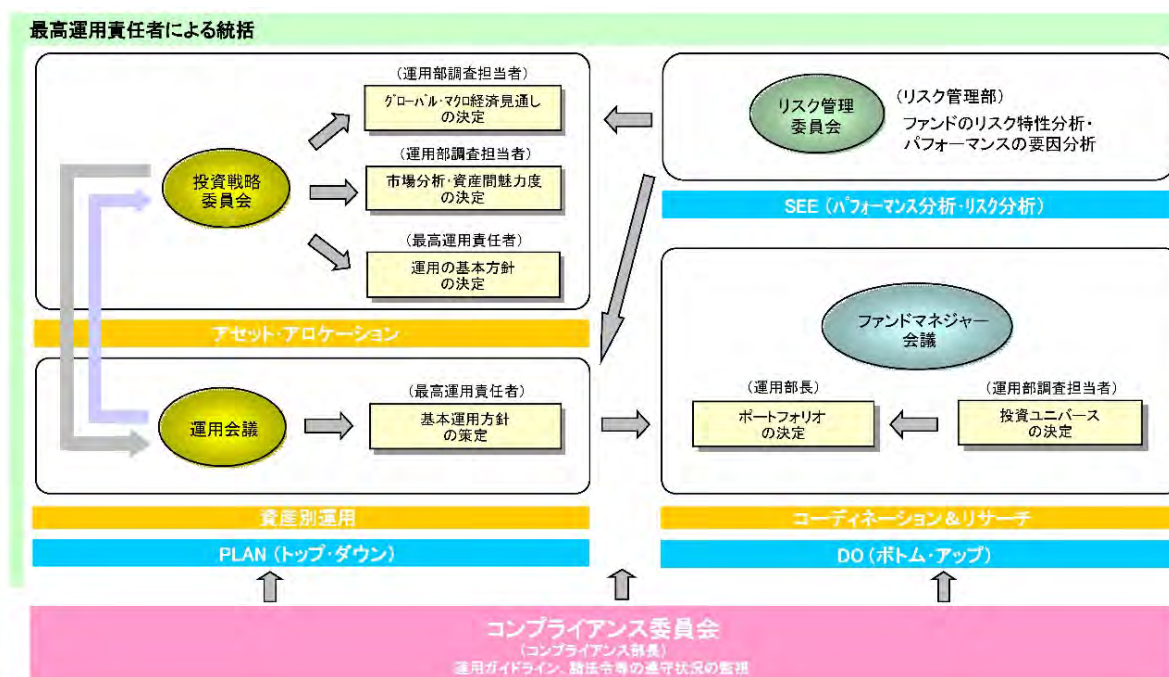 最高運用責任者による統括
投資戦略
委員会
(運用部調査担当者)
グローバル・マクロ経済見通し
の決定
(運用部調査担当者)
市場分析・資産間魅力度
の決定
(最高運用責任者)
運用の基本方針
の決定
アセット・アロケーション
運用会議
(最高運用責任者)
基本運用方針
の策定
資産別運用
PLAN (トップ・ダウン)
リスク管理
委員会
(リスク管理部)
ファンドのリスク特性分析・
パフォーマンスの要因分析
SEE (パフォーマンス分析・リスク分析)
ファンドマネジャー
会議
(運用部長)
ポートフォリオ
の決定
(運用部調査担当者)
投資ユニバース
の決定
コーディネーション&リサーチ
DO (ボトム・アップ)
コンプライアンス委員会
(コンプライアンス部長)
運用ガイドライン、諸法令等の遵守状況の監視